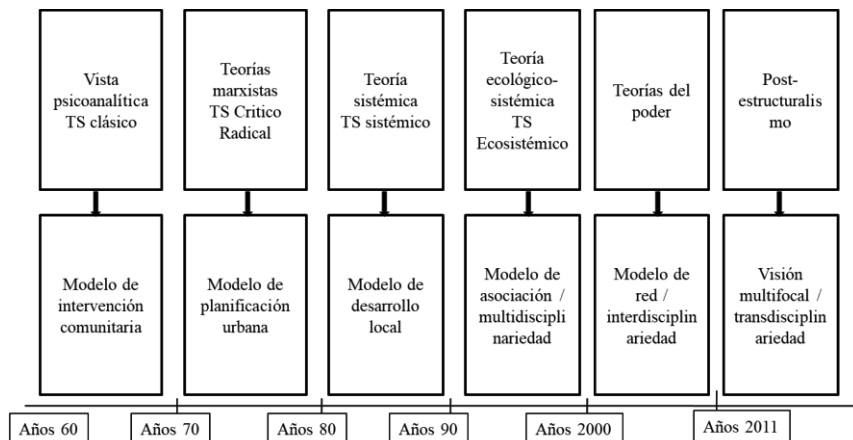 Vista
psicoanalítica
TS clásico
Teorías
marxistas
TS Critico
Radical
Teoría
sistémica
TS sistémico
Teoría
ecológico-
sistémica
TS
Ecosistémico
Teorías del
poder
Post-
estructuralis
mo
Modelo de
intervención
comunitaria
Modelo de
planificación
urbana
Modelo de
desarrollo
local
Modelo de
asociación /
multidiscipli
nariedad
Modelo de
red /
interdisciplin
ariedad
Visión
multifocal /
transdisciplin
ariedad
Años 60
Años 70
Años 80
Años 90
Años 2000
Años 2011